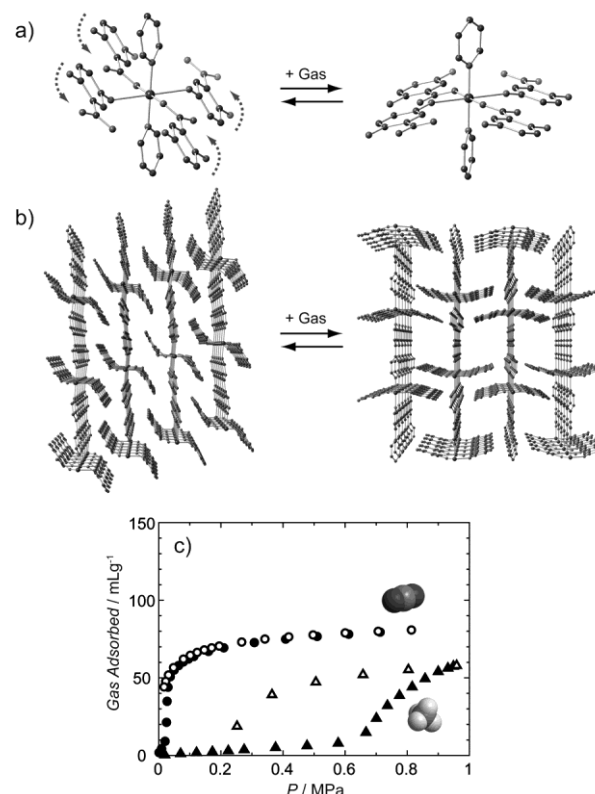 a)
+ Gas
b)
+ Gas
c)
Gas Adsorbed / mLg-1
150
100
50
0
0 0.2 0.4 0.6 0.8 1
P / MPa